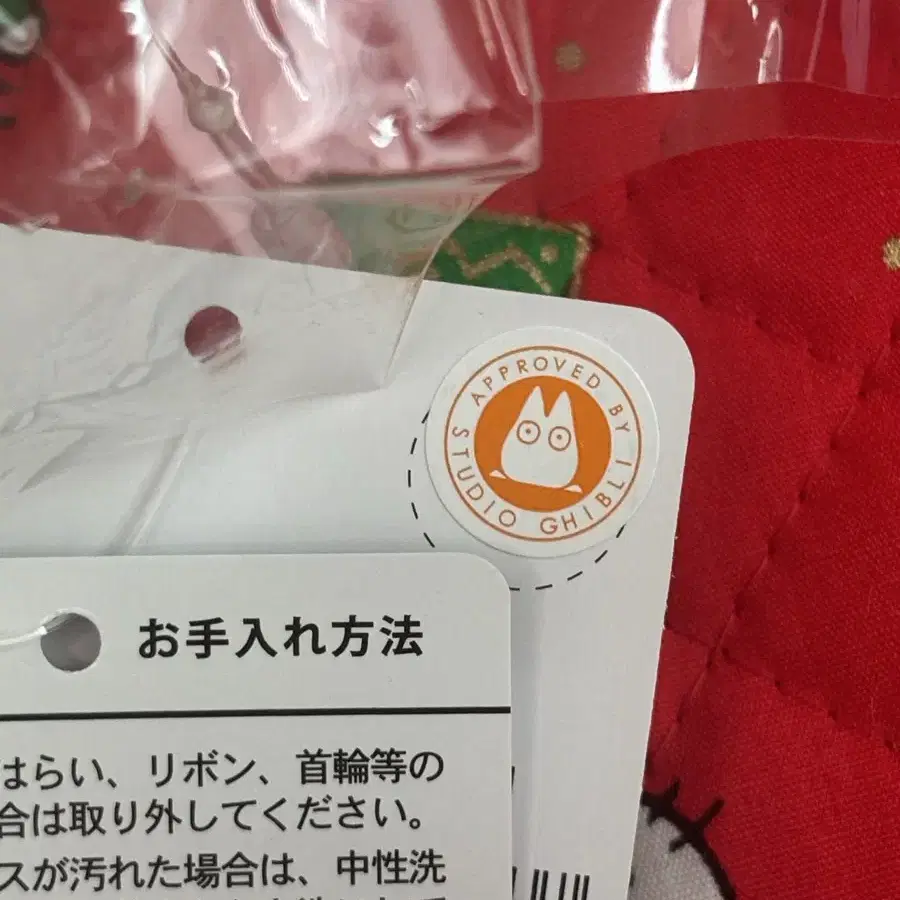 APPROVED BY
STUDIO GHIBLI
お手入れ方法
はらい、リボン、首輪等の
合は取り外してください。
スが汚れた場合は、中性洗